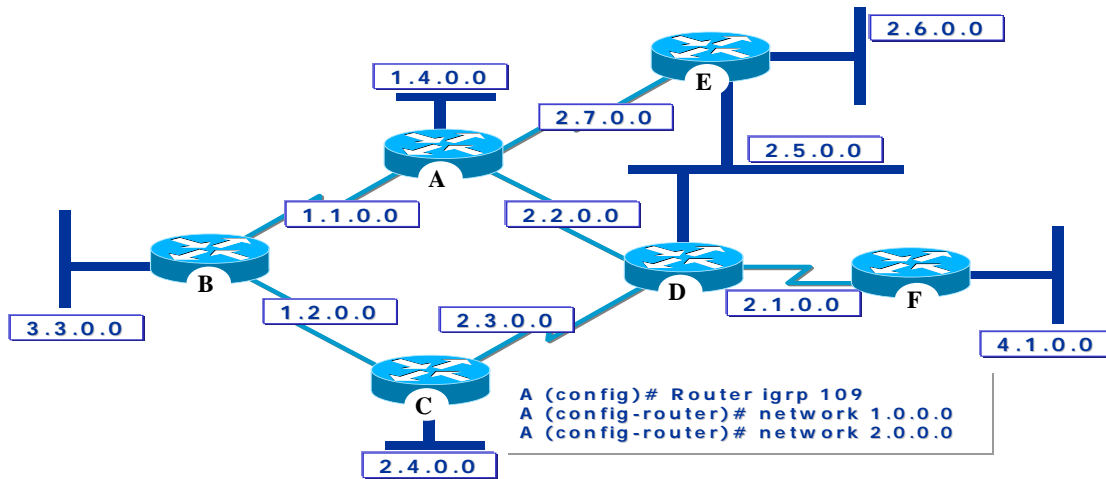 2.6.0.0
E
1.4.0.0
2.7.0.0
2.5.0.0
A
1.1.0.0
2.2.0.0
B
D
F
3.3.0.0
1.2.0.0
2.3.0.0
2.1.0.0
4.1.0.0
C
2.4.0.0
A (config)# Router igrp 109
A (config-router)# network 1.0.0.0
A (config-router)# network 2.0.0.0